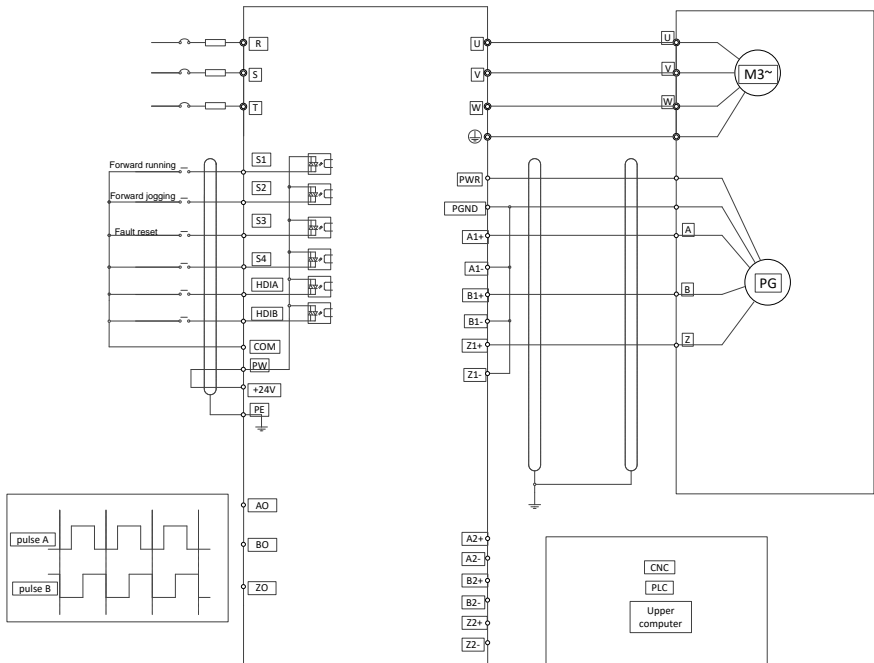 R
S
T
U
V
W
U
V
W
M3~
Forward running
S1
Forward jogging
S2
Fault reset
S3
S4
HDIA
HDIB
COM
PW
+24V
PE
PWR
PGND
A1+
A1-
B1+
B1-
Z1+
Z1-
A
B
Z
PG
pulse A
pulse B
AO
BO
ZO
A2+
A2-
B2+
B2-
Z2+
Z2-
CNC
PLC
Upper
computer